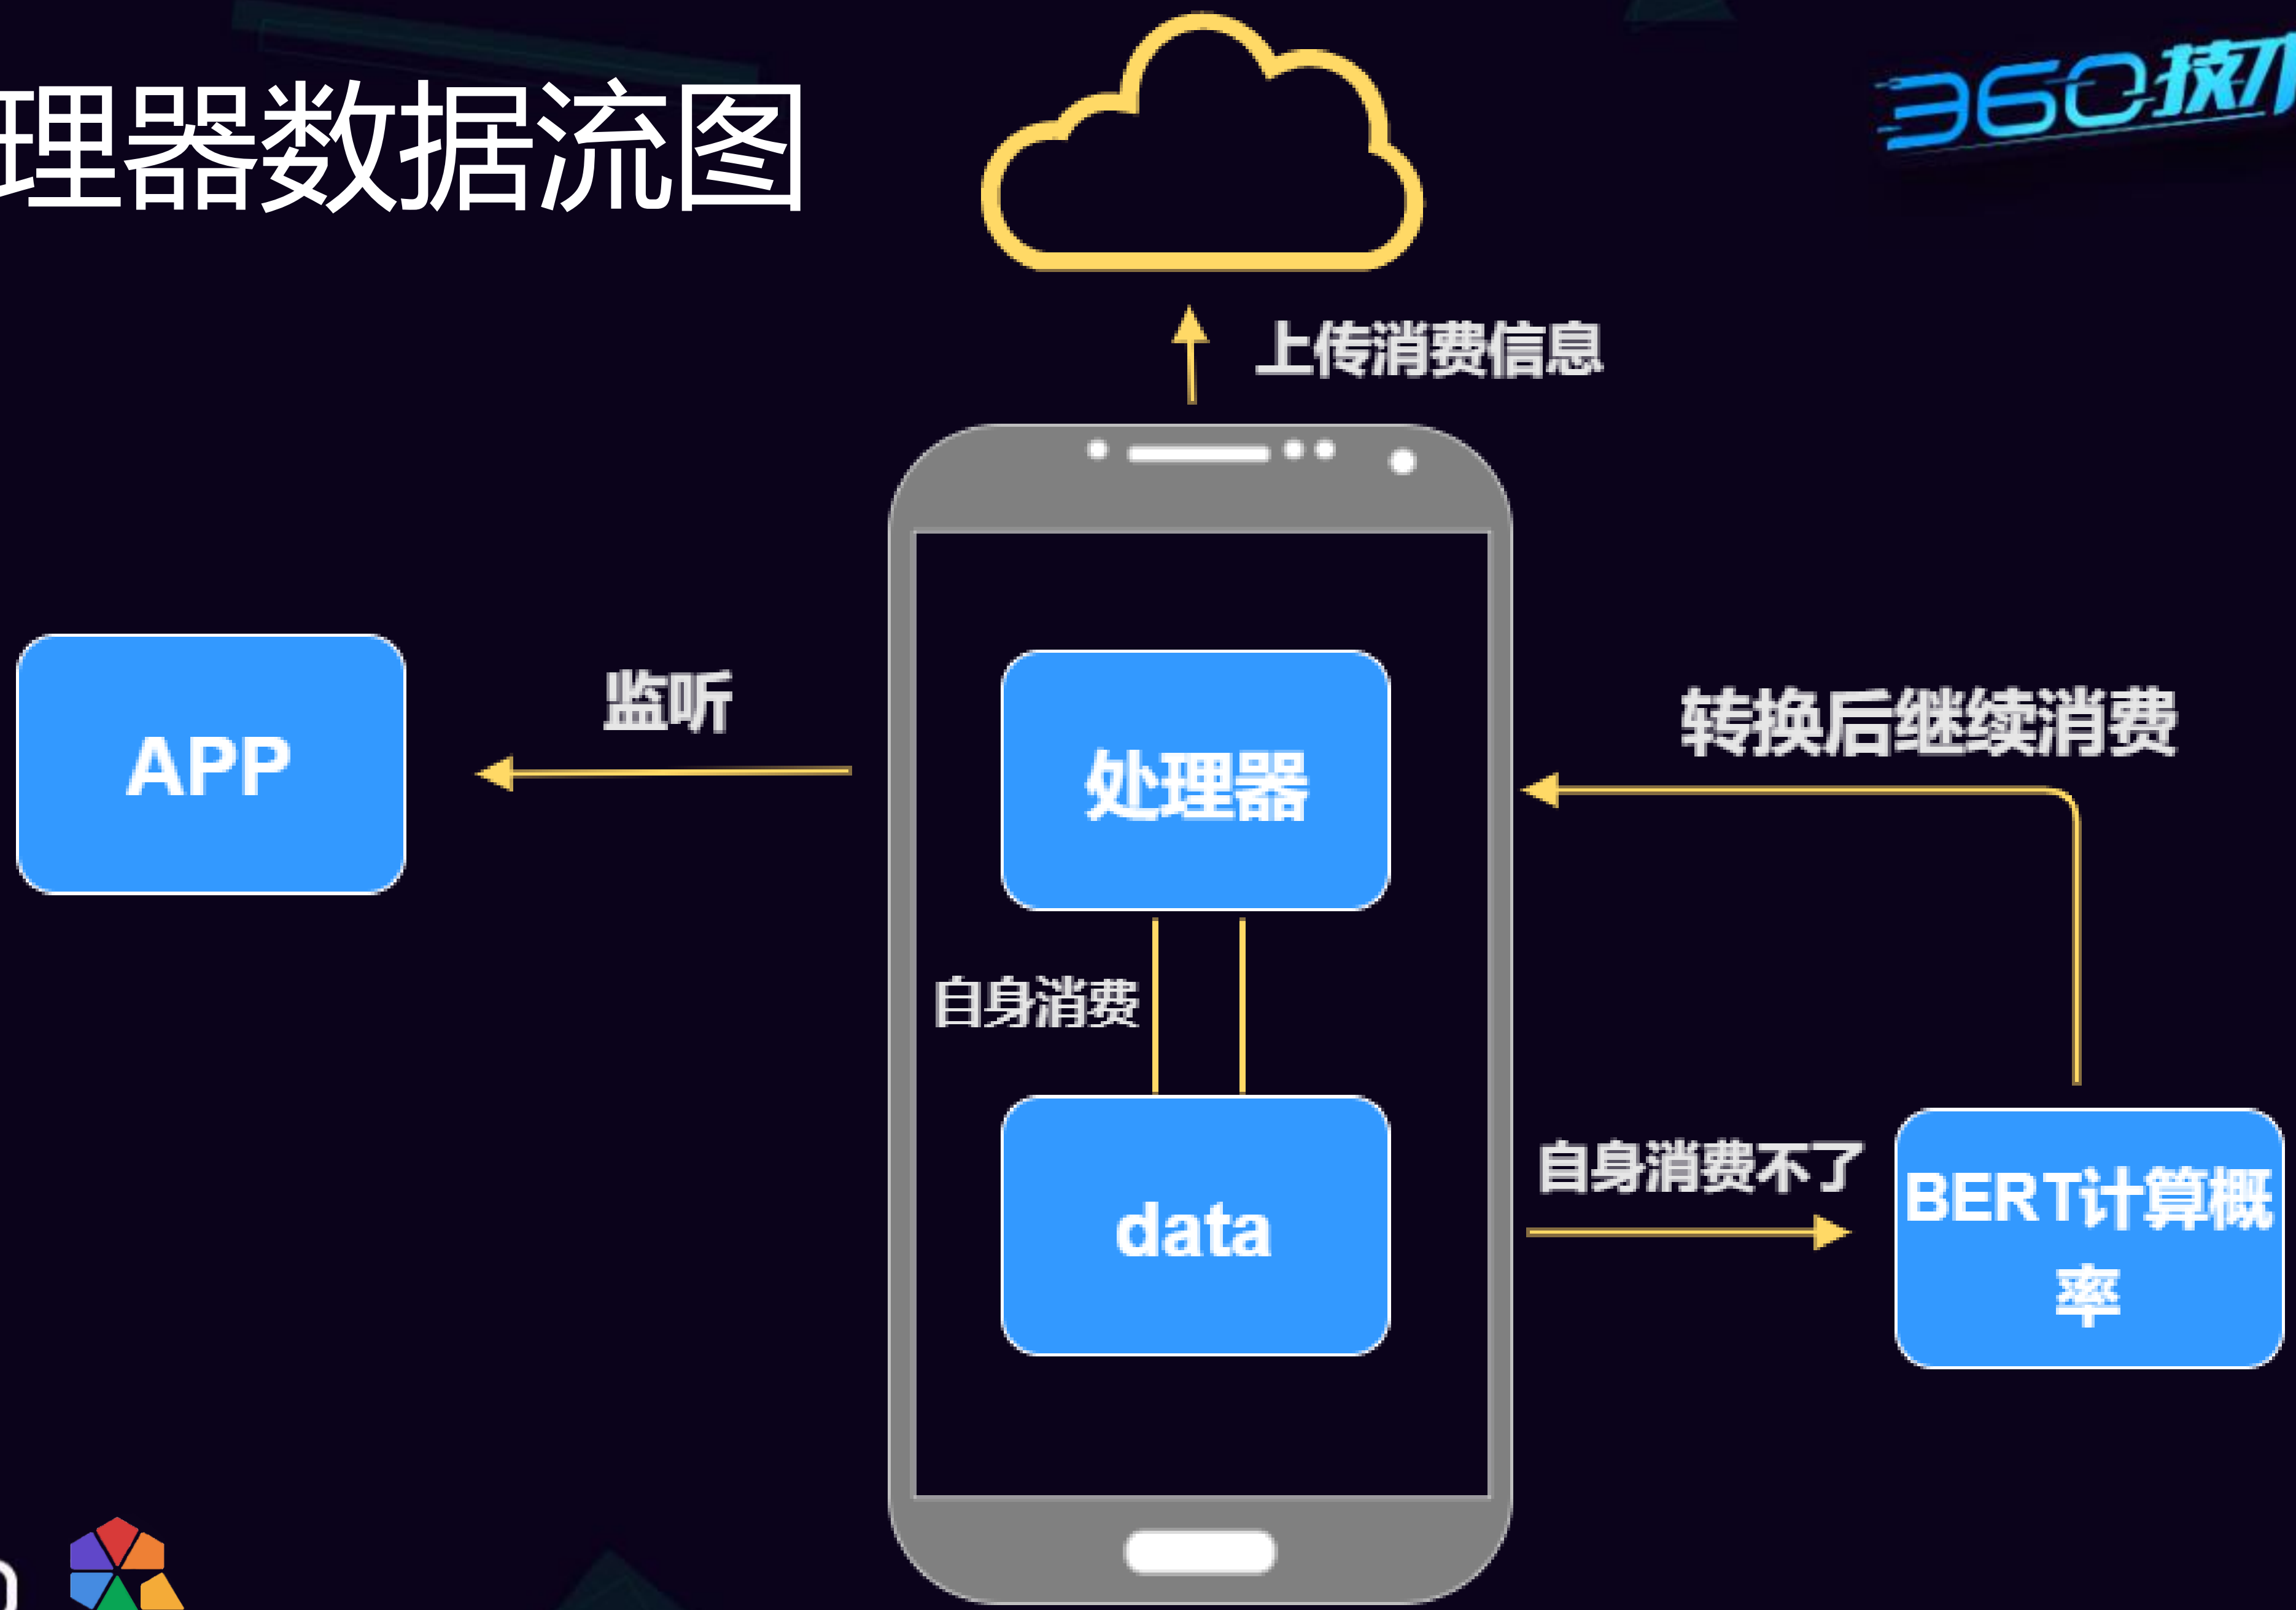 理器数据流图
360技
上传消费信息
监听
APP
处理器
转换后继续消费
自身消费
data
自身消费不了
BERT计算概
率